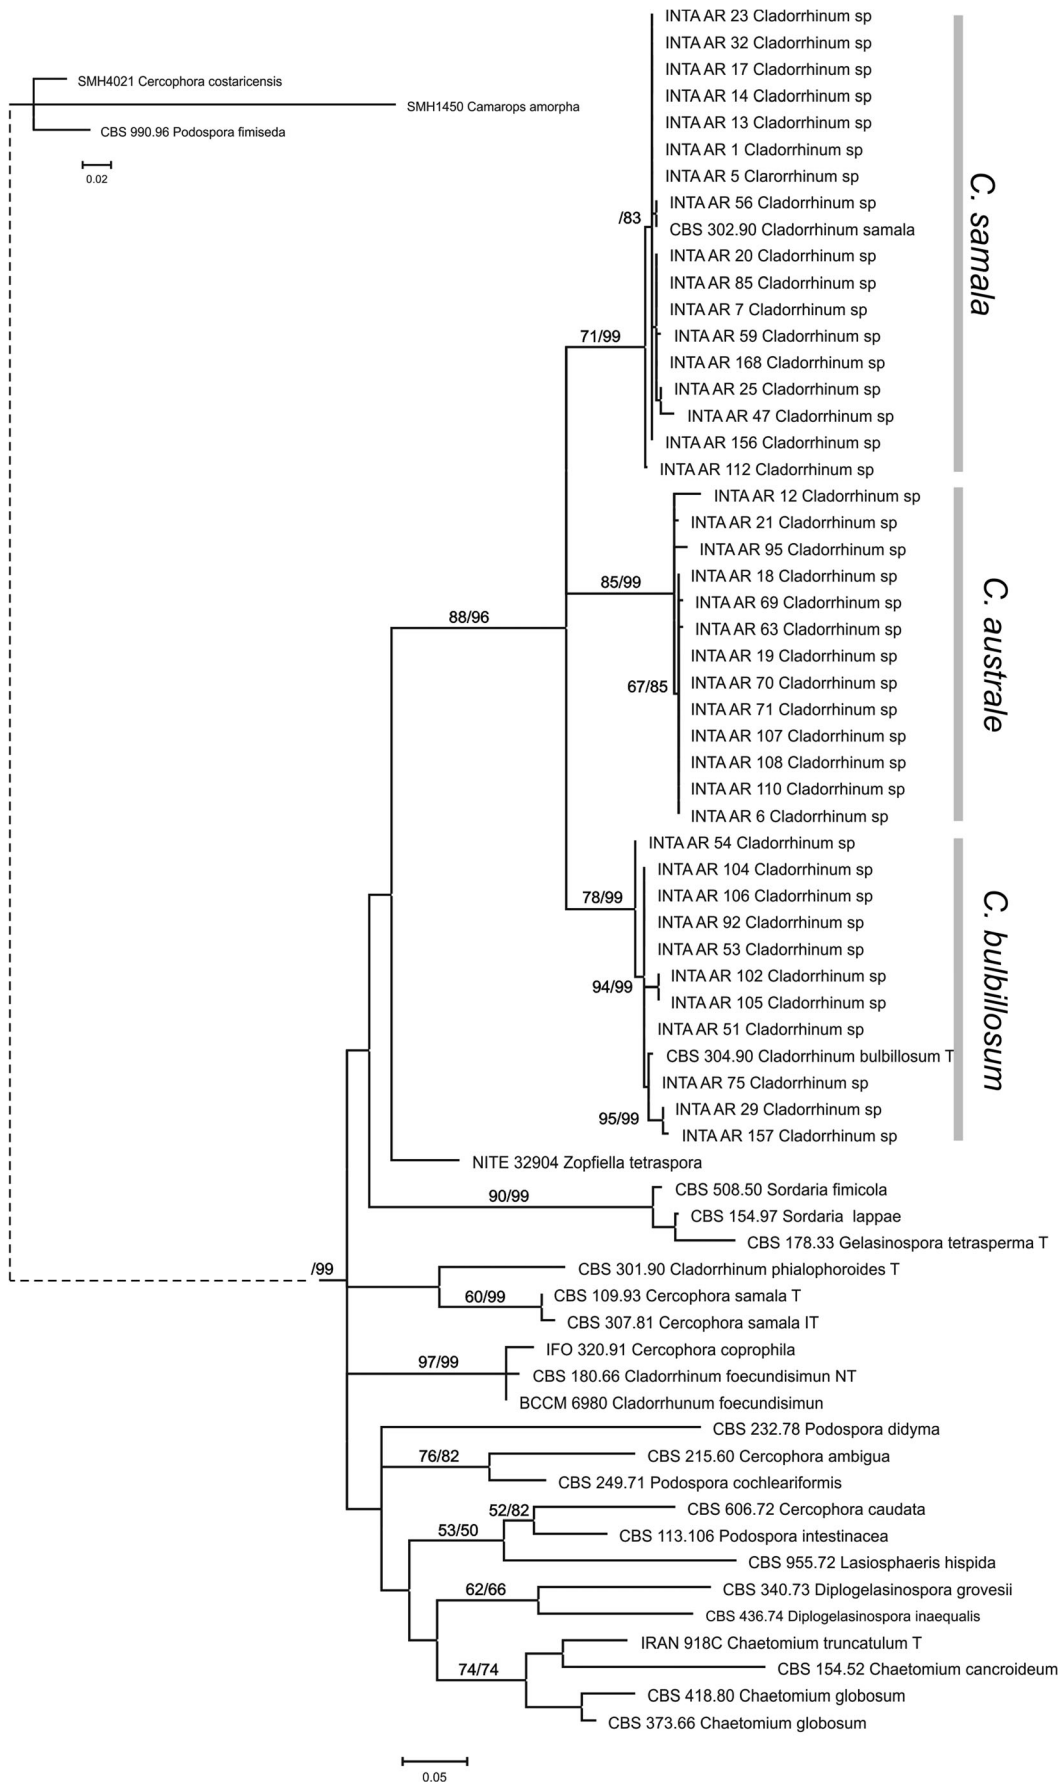 INTA AR 23 Cladorrhinum sp
INTA AR 32 Cladorrhinum sp
INTA AR 17 Cladorrhinum sp
SMH4021 Cercophora costaricensis
INTA AR 14 Cladorrhinum sp
SMH1450 Camarops amorpha
INTA AR 13 Cladorrhinum sp
CBS 990.96 Podospora fimiseda
INTA AR 1 Cladorrhinum sp
0.02
INTA AR 5 Clarorrhinum sp
INTA AR 56 Cladorrhinum sp
/83
CBS 302.90 Cladorrhinum samala
C. samala
INTA AR 20 Cladorrhinum sp
INTA AR 85 Cladorrhinum sp
INTA AR 7 Cladorrhinum sp
71/99
INTA AR 59 Cladorrhinum sp
INTA AR 168 Cladorrhinum sp
INTA AR 25 Cladorrhinum sp
INTA AR 47 Cladorrhinum sp
INTA AR 156 Cladorrhinum sp
INTA AR 112 Cladorrhinum sp
INTA AR 12 Cladorrhinum sp
INTA AR 21 Cladorrhinum sp
INTA AR 95 Cladorrhinum sp
85/99
INTA AR 18 Cladorrhinum sp
INTA AR 69 Cladorrhinum sp
88/96
INTA AR 63 Cladorrhinum sp
C. australe
INTA AR 19 Cladorrhinum sp
67/85
INTA AR 70 Cladorrhinum sp
INTA AR 71 Cladorrhinum sp
INTA AR 107 Cladorrhinum sp
INTA AR 108 Cladorrhinum sp
INTA AR 110 Cladorrhinum sp
INTA AR 6 Cladorrhinum sp
INTA AR 54 Cladorrhinum sp
INTA AR 104 Cladorrhinum sp
78/99
INTA AR 106 Cladorrhinum sp
INTA AR 92 Cladorrhinum sp
INTA AR 53 Cladorrhinum sp
INTA AR 102 Cladorrhinum sp
94/99
C. bulbillosum
INTA AR 105 Cladorrhinum sp
INTA AR 51 Cladorrhinum sp
CBS 304.90 Cladorrhinum bulbillosum T
INTA AR 75 Cladorrhinum sp
INTA AR 29 Cladorrhinum sp
95/99
INTA AR 157 Cladorrhinum sp
NITE 32904 Zopfiella tetraspora
CBS 508.50 Sordaria fimicola
90/99
CBS 154.97 Sordaria lappae
CBS 178.33 Gelasinospora tetrasperma T
/99
CBS 301.90 Cladorrhinum phialophoroides T
60/99
CBS 109.93 Cercophora samala T
CBS 307.81 Cercophora samala IT
IFO 320.91 Cercophora coprophila
97/99
CBS 180.66 Cladorrhinum foecundisimun NT
BCCM 6980 Cladorrhunum foecundisimun
CBS 232.78 Podospora didyma
76/82
CBS 215.60 Cercophora ambigua
CBS 249.71 Podospora cochleariformis
52/82
CBS 606.72 Cercophora caudata
53/50
CBS 113.106 Podospora intestinacea
CBS 955.72 Lasiosphaeris hispida
62/66
CBS 340.73 Diplogelasinospora grovesii
CBS 436.74 Diplogelasinospora inaequalis
IRAN 918C Chaetomium truncatulum T
74/74
CBS 154.52 Chaetomium cancroideum
CBS 418.80 Chaetomium globosum
CBS 373.66 Chaetomium globosum
0.05